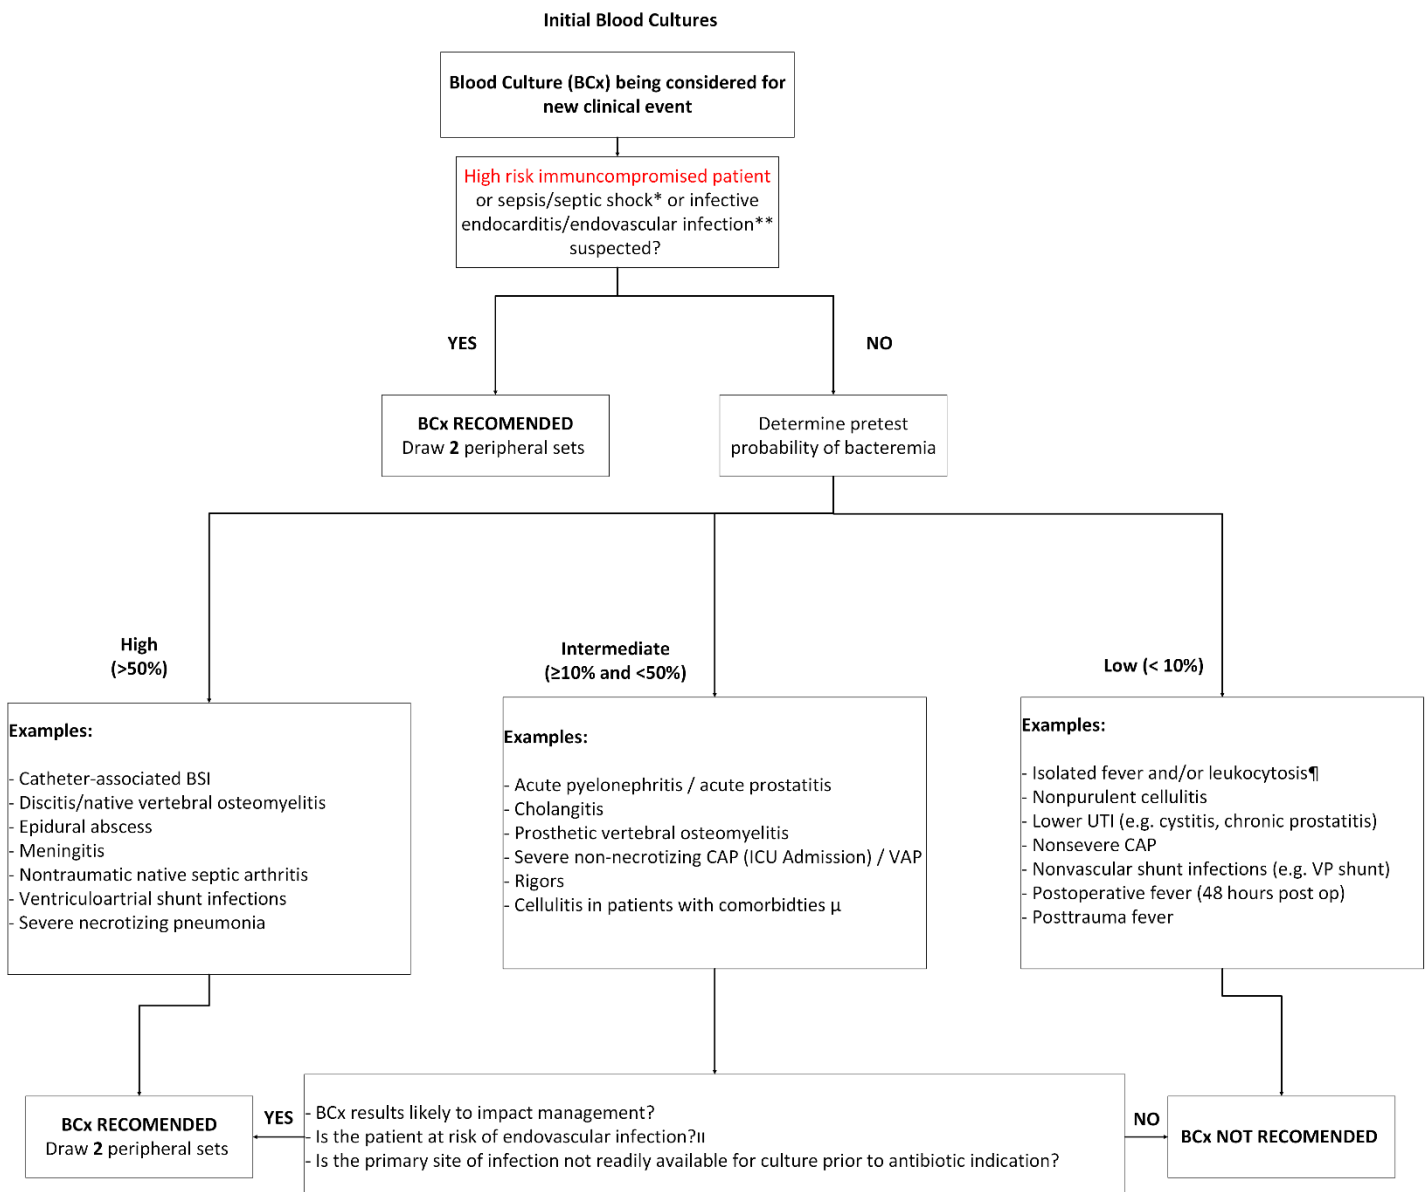 Initial Blood Cultures
Blood Culture (BCx) being considered for
new clinical event
High risk immuncompromised patient
or sepsis/septic shock* or infective
endocarditis/endovascular infection**
suspected?
YES
NO
BCx RECOMENDED
Draw 2 peripheral sets
Determine pretest
probability of bacteremia
High
(>50%)
Intermediate
(≥10% and <50%)
Low (< 10%)
Examples:
- Catheter-associated BSI
- Discitis/native vertebral osteomyelitis
- Epidural abscess
- Meningitis
- Nontraumatic native septic arthritis
- Ventriculoartrial shunt infections
- Severe necrotizing pneumonia
Examples:
- Acute pyelonephritis / acute prostatitis
- Cholangitis
- Prosthetic vertebral osteomyelitis
- Severe non-necrotizing CAP (ICU Admission) / VAP
- Rigors
- Cellulitis in patients with comorbidties µ
Examples:
- Isolated fever and/or leukocytosis¶
- Nonpurulent cellulitis
- Lower UTI (e.g. cystitis, chronic prostatitis)
- Nonsevere CAP
- Nonvascular shunt infections (e.g. VP shunt)
- Postoperative fever (48 hours post op)
- Posttrauma fever
BCx RECOMENDED
Draw 2 peripheral sets
YES
- BCx results likely to impact management?
- Is the patient at risk of endovascular infection?ıı
- Is the primary site of infection not readily available for culture prior to antibiotic indication?
NO
BCx NOT RECOMENDED